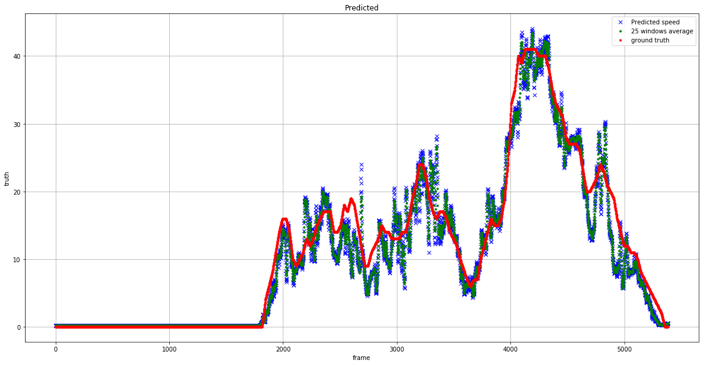 Predicted
Predicted speed
25 windows average
ground truth
truth
40
30
20
10
0
0 1000 2000 3000 4000 5000
frame